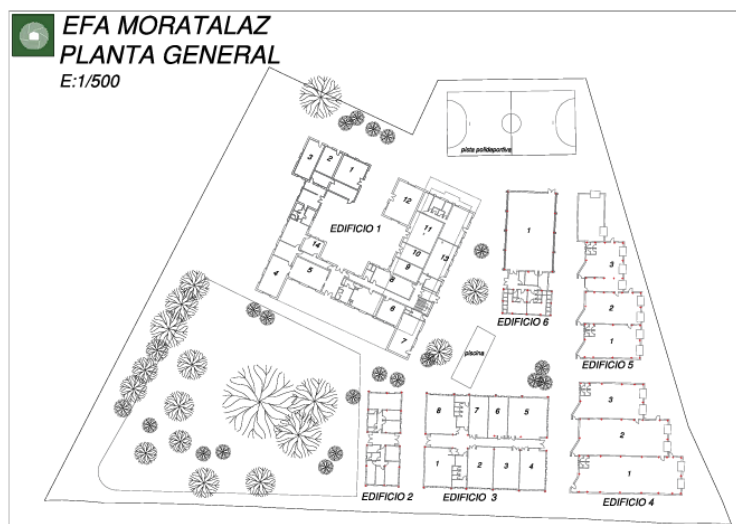 EFA MORATALAZ
PLANTA GENERAL
E:1/500
pista polideportiva
3
2
1
12
EDIFICIO 1
11
14
10
13
9
8
4
5
6
7
1
EDIFICIO 6
3
2
1
EDIFICIO 5
piscina
8
7
6
5
1
2
3
4
EDIFICIO 2
EDIFICIO 3
3
2
1
EDIFICIO 4